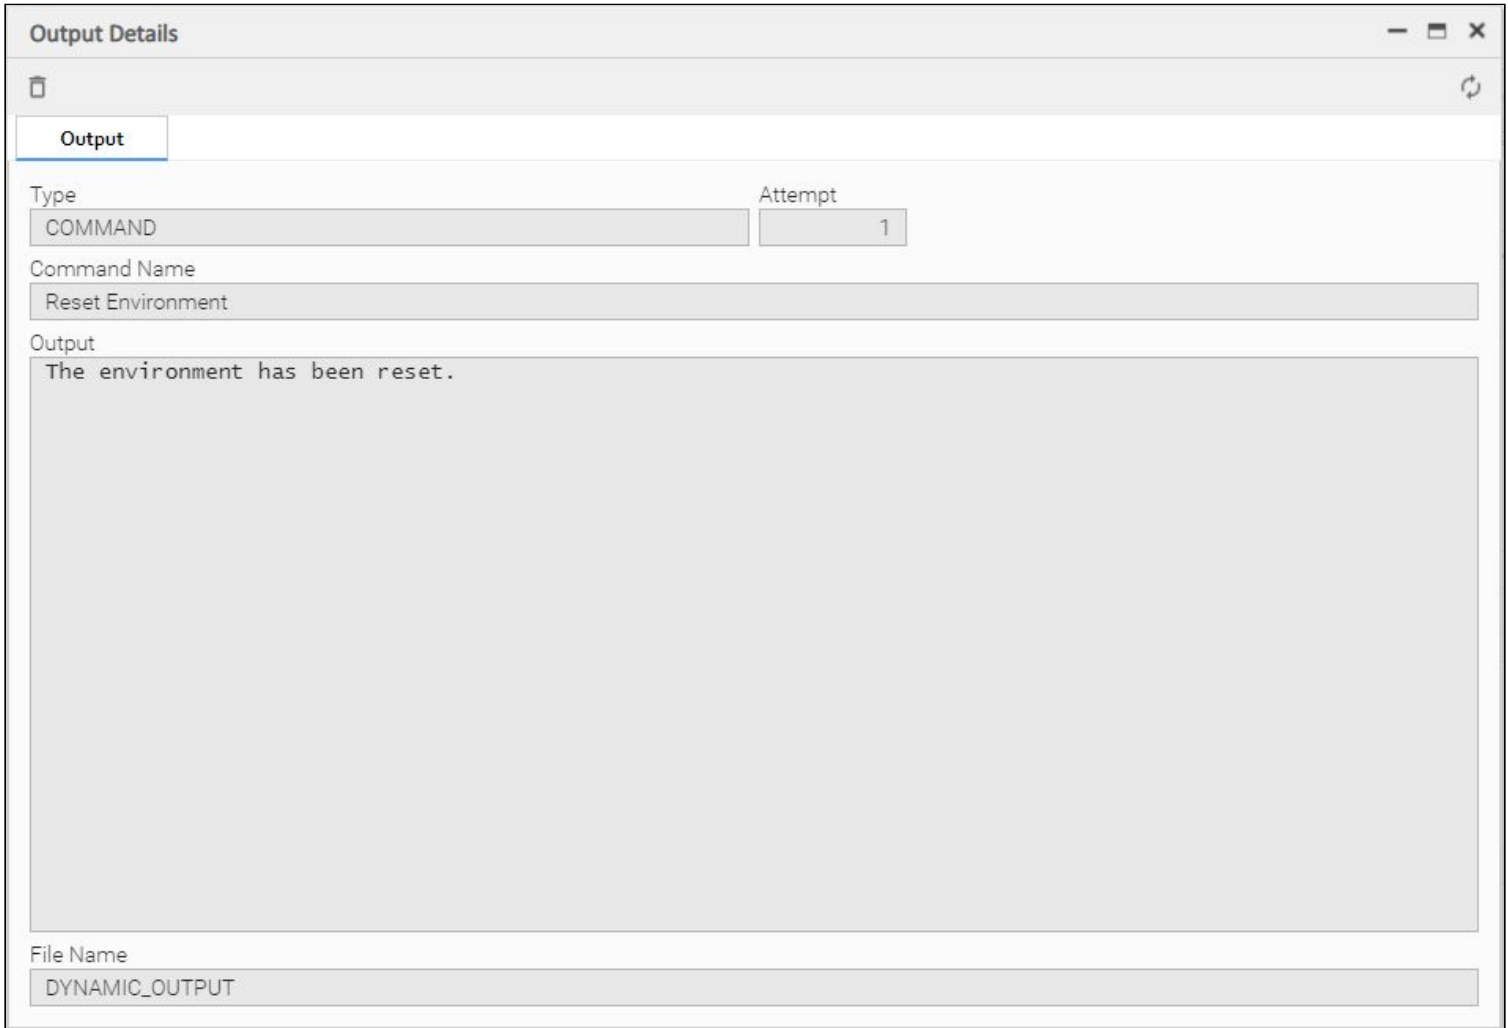 Output Details
Output
Type
Attempt
COMMAND
1
Command Name
Reset Environment
Output
The environment has been reset.
File Name
DYNAMIC_OUTPUT